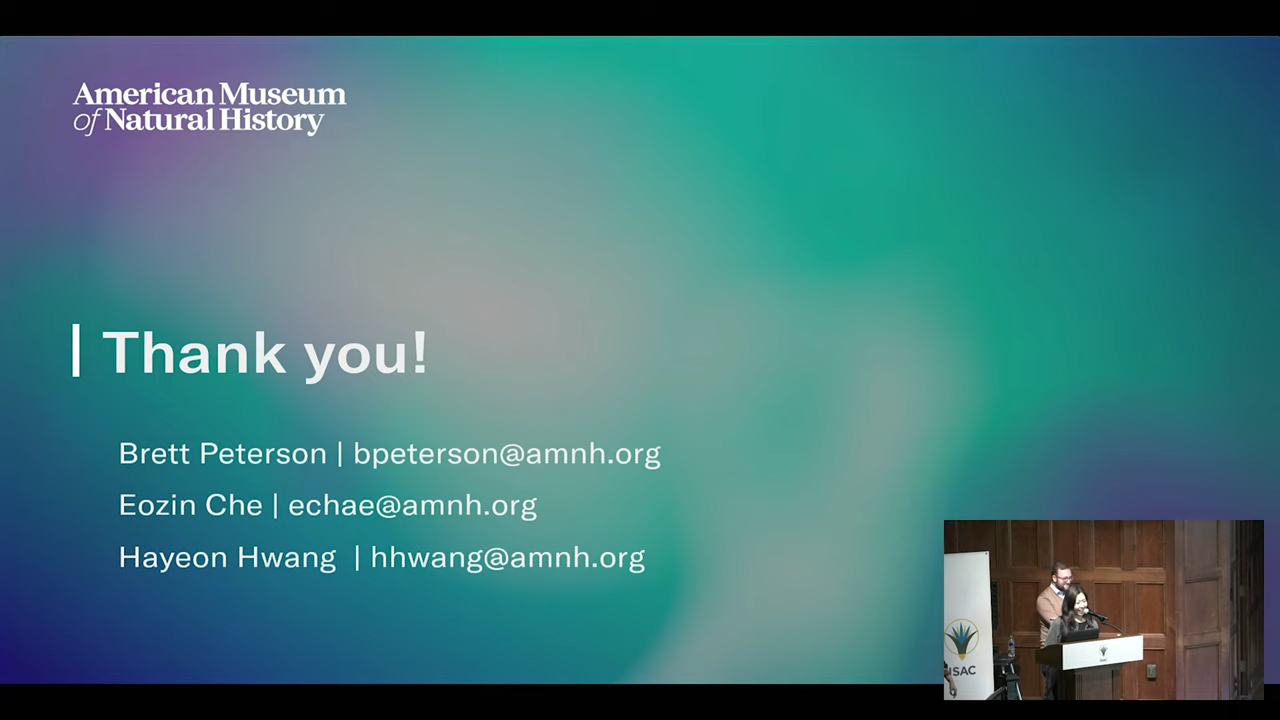 American Museum
of Natural History
Thank you!
Brett Peterson | bpeterson@amnh.org
Eozin Che | echae@amnh.org
Hayeon Hwang | hhwang@amnh.org